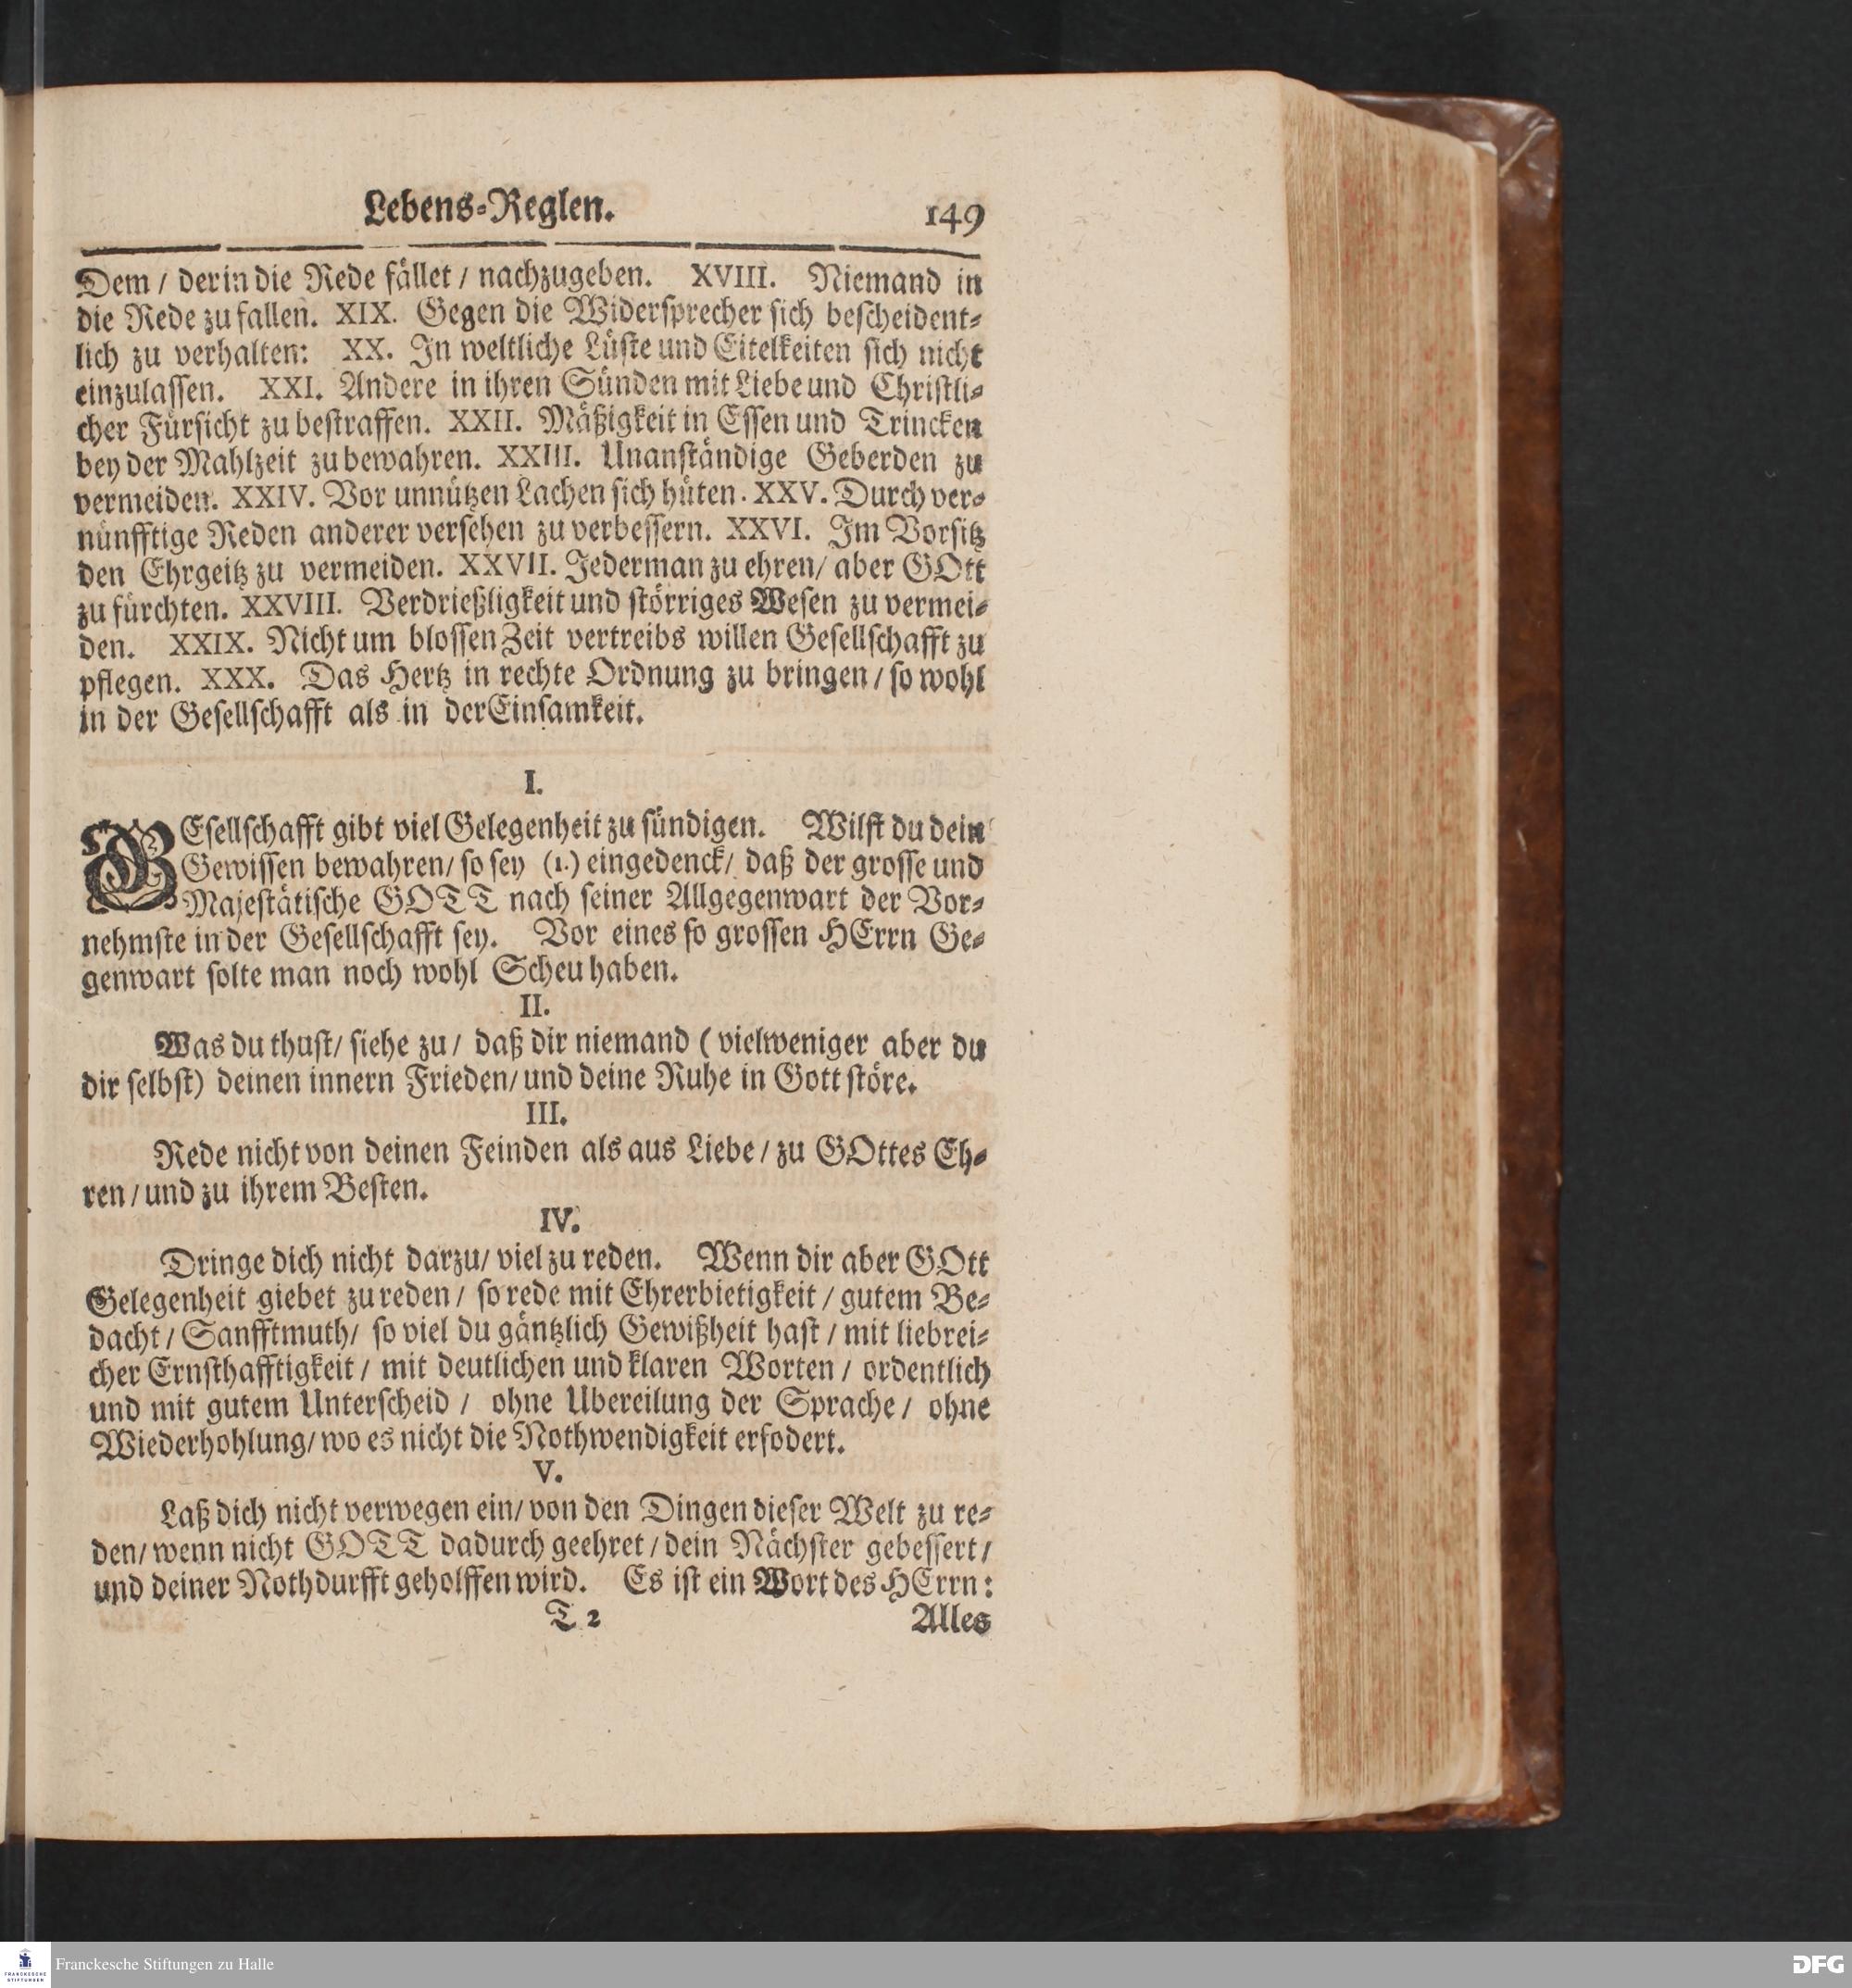 Lebens-Reglen. 149
Dem / der in die Rede fället / nachzugeben. XVIII. Niemand in
die Rede zu fallen. XIX. Gegen die Widersprecher sich bescheident-
lich zu verhalten: XX. In weltliche Lüste und Eitelkeiten sich nicht
einzulassen. XXI. Andere in ihren Sünden mit Liebe und Christli-
cher Fürsicht zu bestraffen. XXII. Mäßigkeit in Essen und Trincken
bey der Mahlzeit zu bewahren. XXIII. Unanständige Geberden zu
vermeiden. XXIV. Vor unnützen Lachen sich hüten. XXV. Durch ver-
nünfftige Reden anderer versehen zu verbessern. XXVI. Im Vorsitz
den Ehrgeitz zu vermeiden. XXVII. Jederman zu ehren/ aber GOtt
zu fürchten. XXVIII. Verdrießligkeit und störriges Wesen zu vermei-
den. XXIX. Nicht um blossen Zeit vertreibs willen Gesellschafft zu
pflegen. XXX. Das Hertz in rechte Ordnung zu bringen / so wohl
in der Gesellschafft als in der Einsamkeit.
I.
GEsellschafft gibt viel Gelegenheit zu sündigen. Wilst du dein
Gewissen bewahren/ so sey (1.) eingedenck/ daß der grosse und
Majestätische GOTT nach seiner Allgegenwart der Vor-
nehmste in der Gesellschafft sey. Vor eines so grossen HErrn Ge-
genwart solte man noch wohl Scheu haben.
II.
Was du thust/ siehe zu / daß dir niemand ( vielweniger aber du
dir selbst) deinen innern Frieden/ und deine Ruhe in Gott störe.
III.
Rede nicht von deinen Feinden als aus Liebe / zu GOttes Eh-
ren / und zu ihrem Besten.
IV.
Dringe dich nicht darzu/ viel zu reden. Wenn dir aber GOtt
Gelegenheit giebet zu reden / so rede mit Ehrerbietigkeit / gutem Be-
dacht / Sanfftmuth/ so viel du gäntzlich Gewißheit hast / mit liebrei-
cher Ernsthafftigkeit / mit deutlichen und klaren Worten / ordentlich
und mit gutem Unterscheid / ohne Ubereilung der Sprache / ohne
Wiederhohlung/ wo es nicht die Nothwendigkeit erfodert.
V.
Laß dich nicht verwegen ein/ von den Dingen dieser Welt zu re-
den/ wenn nicht GOTT dadurch geehret / dein Nächster gebessert /
und deiner Nothdurfft geholffen wird. Es ist ein Wort des HErrn:
T 2 Alles
FRANCKESCHE STIFTUNGEN
Franckesche Stiftungen zu Halle
DFG